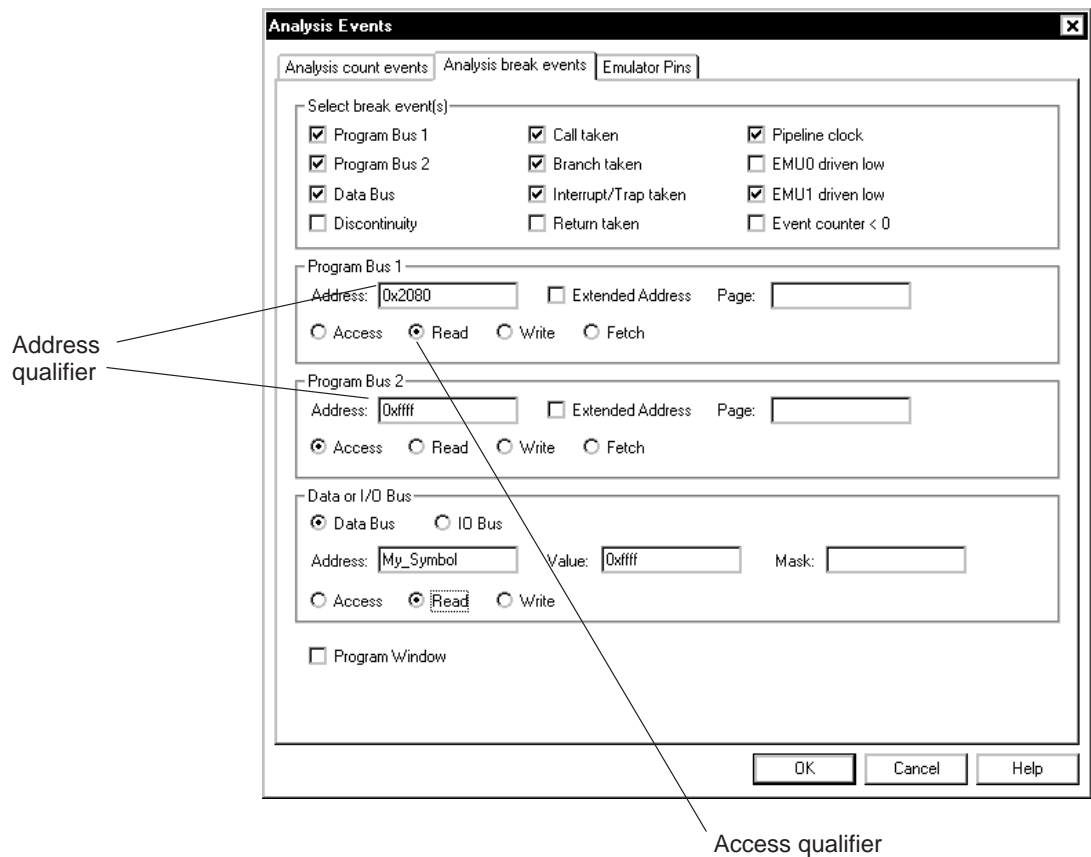 Analysis Events
Analysis count events Analysis break events Emulator Pins
Select break event(s)
Program Bus 1 Call taken Pipeline clock
Program Bus 2 Branch taken EMU0 driven low
Data Bus Interrupt/Trap taken EMU1 driven low
Discontinuity Return taken Event counter < 0
Program Bus 1
Address: 0x2080 Extended Address Page:
Access Read Write Fetch
Address
qualifier
Program Bus 2
Address: 0xffff Extended Address Page:
Access Read Write Fetch
Data or I/O Bus
Data Bus IO Bus
Address: My_Symbol Value: 0xffff Mask:
Access Read Write
Program Window
OK Cancel Help
Access qualifier